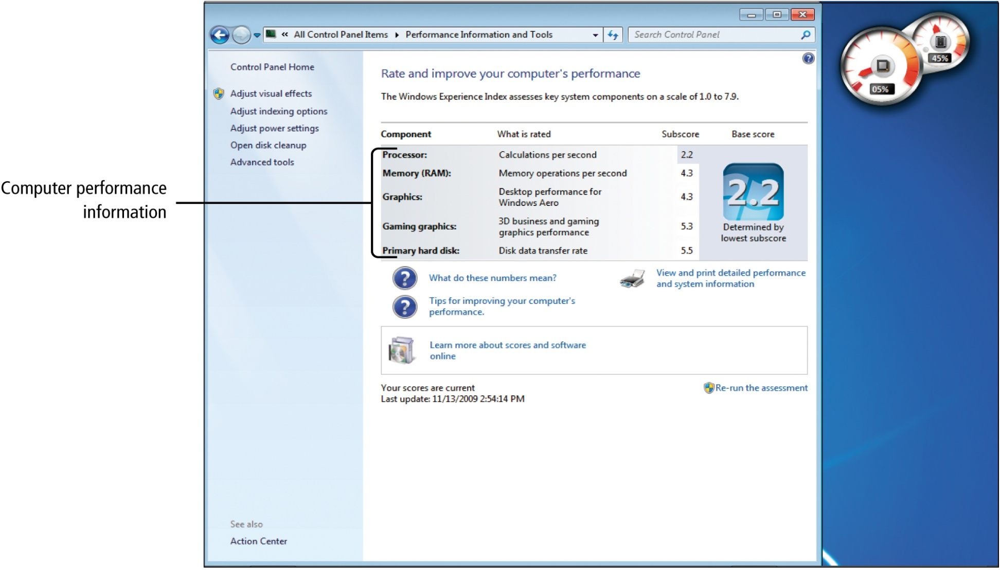 Computer performance
information
« All Control Panel Items ▸ Performance Information and Tools
Search Control Panel
Control Panel Home
Adjust visual effects
Adjust indexing options
Adjust power settings
Open disk cleanup
Advanced tools
See also
Action Center
Rate and improve your computer's performance
The Windows Experience Index assesses key system components on a scale of 1.0 to 7.9.
Component What is rated Subscore Base score
Processor: Calculations per second 2.2
Memory (RAM): Memory operations per second 4.3
Graphics: Desktop performance for
Windows Aero 4.3
Gaming graphics: 3D business and gaming
graphics performance 5.3
Primary hard disk: Disk data transfer rate 5.5
2.2
Determined by
lowest subscore
What do these numbers mean?
View and print detailed performance
and system information
Tips for improving your computer's
performance.
Learn more about scores and software
online
Your scores are current
Last update: 11/13/2009 2:54:14 PM
Re-run the assessment
45%
05%